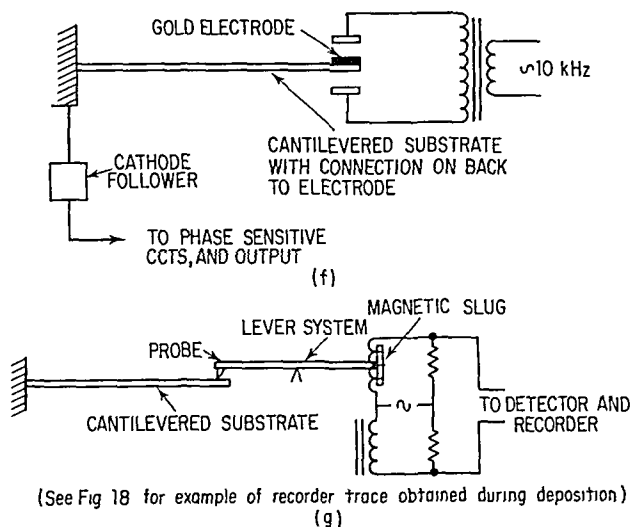 GOLD ELECTRODE
~10 kHz
CANTILEVERED SUBSTRATE
WITH CONNECTION ON BACK
TO ELECTRODE
CATHODE
FOLLOWER
TO PHASE SENSITIVE
CCTS, AND OUTPUT
(f)
MAGNETIC SLUG
LEVER SYSTEM
PROBE
CANTILEVERED SUBSTRATE
~
TO DETECTOR AND
RECORDER
(See Fig 18 for example of recorder trace obtained during deposition)
(g)